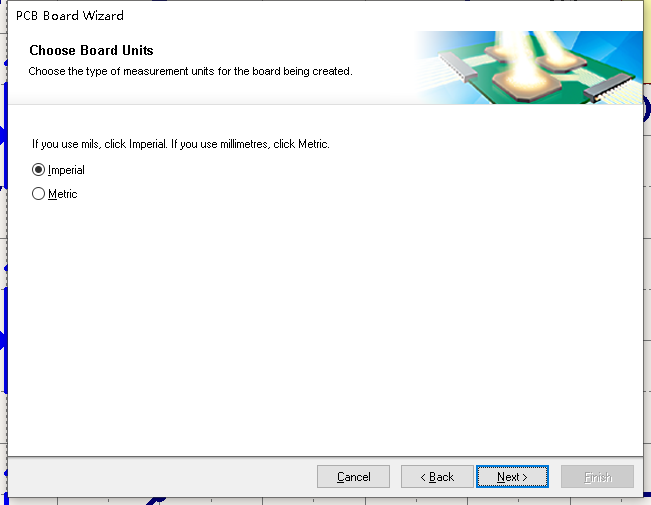 PCB Board Wizard
Choose Board Units
Choose the type of measurement units for the board being created.
If you use mils, click Imperial. If you use millimetres, click Metric.
Imperial
Metric
Cancel
< Back
Next >
Finish